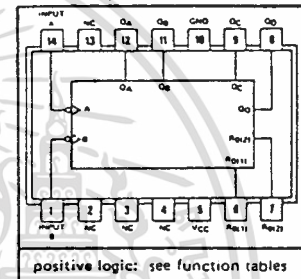 INPUT
A NC QA QB GND QC QD
14 13 12 11 10 9 8
QA QB QC
A QD
B R0(2)
R0(1)
1 2 3 4 5 6 7
INPUT
B NC NC NC VCC R0(1) R0(2)
positive logic: see function tables